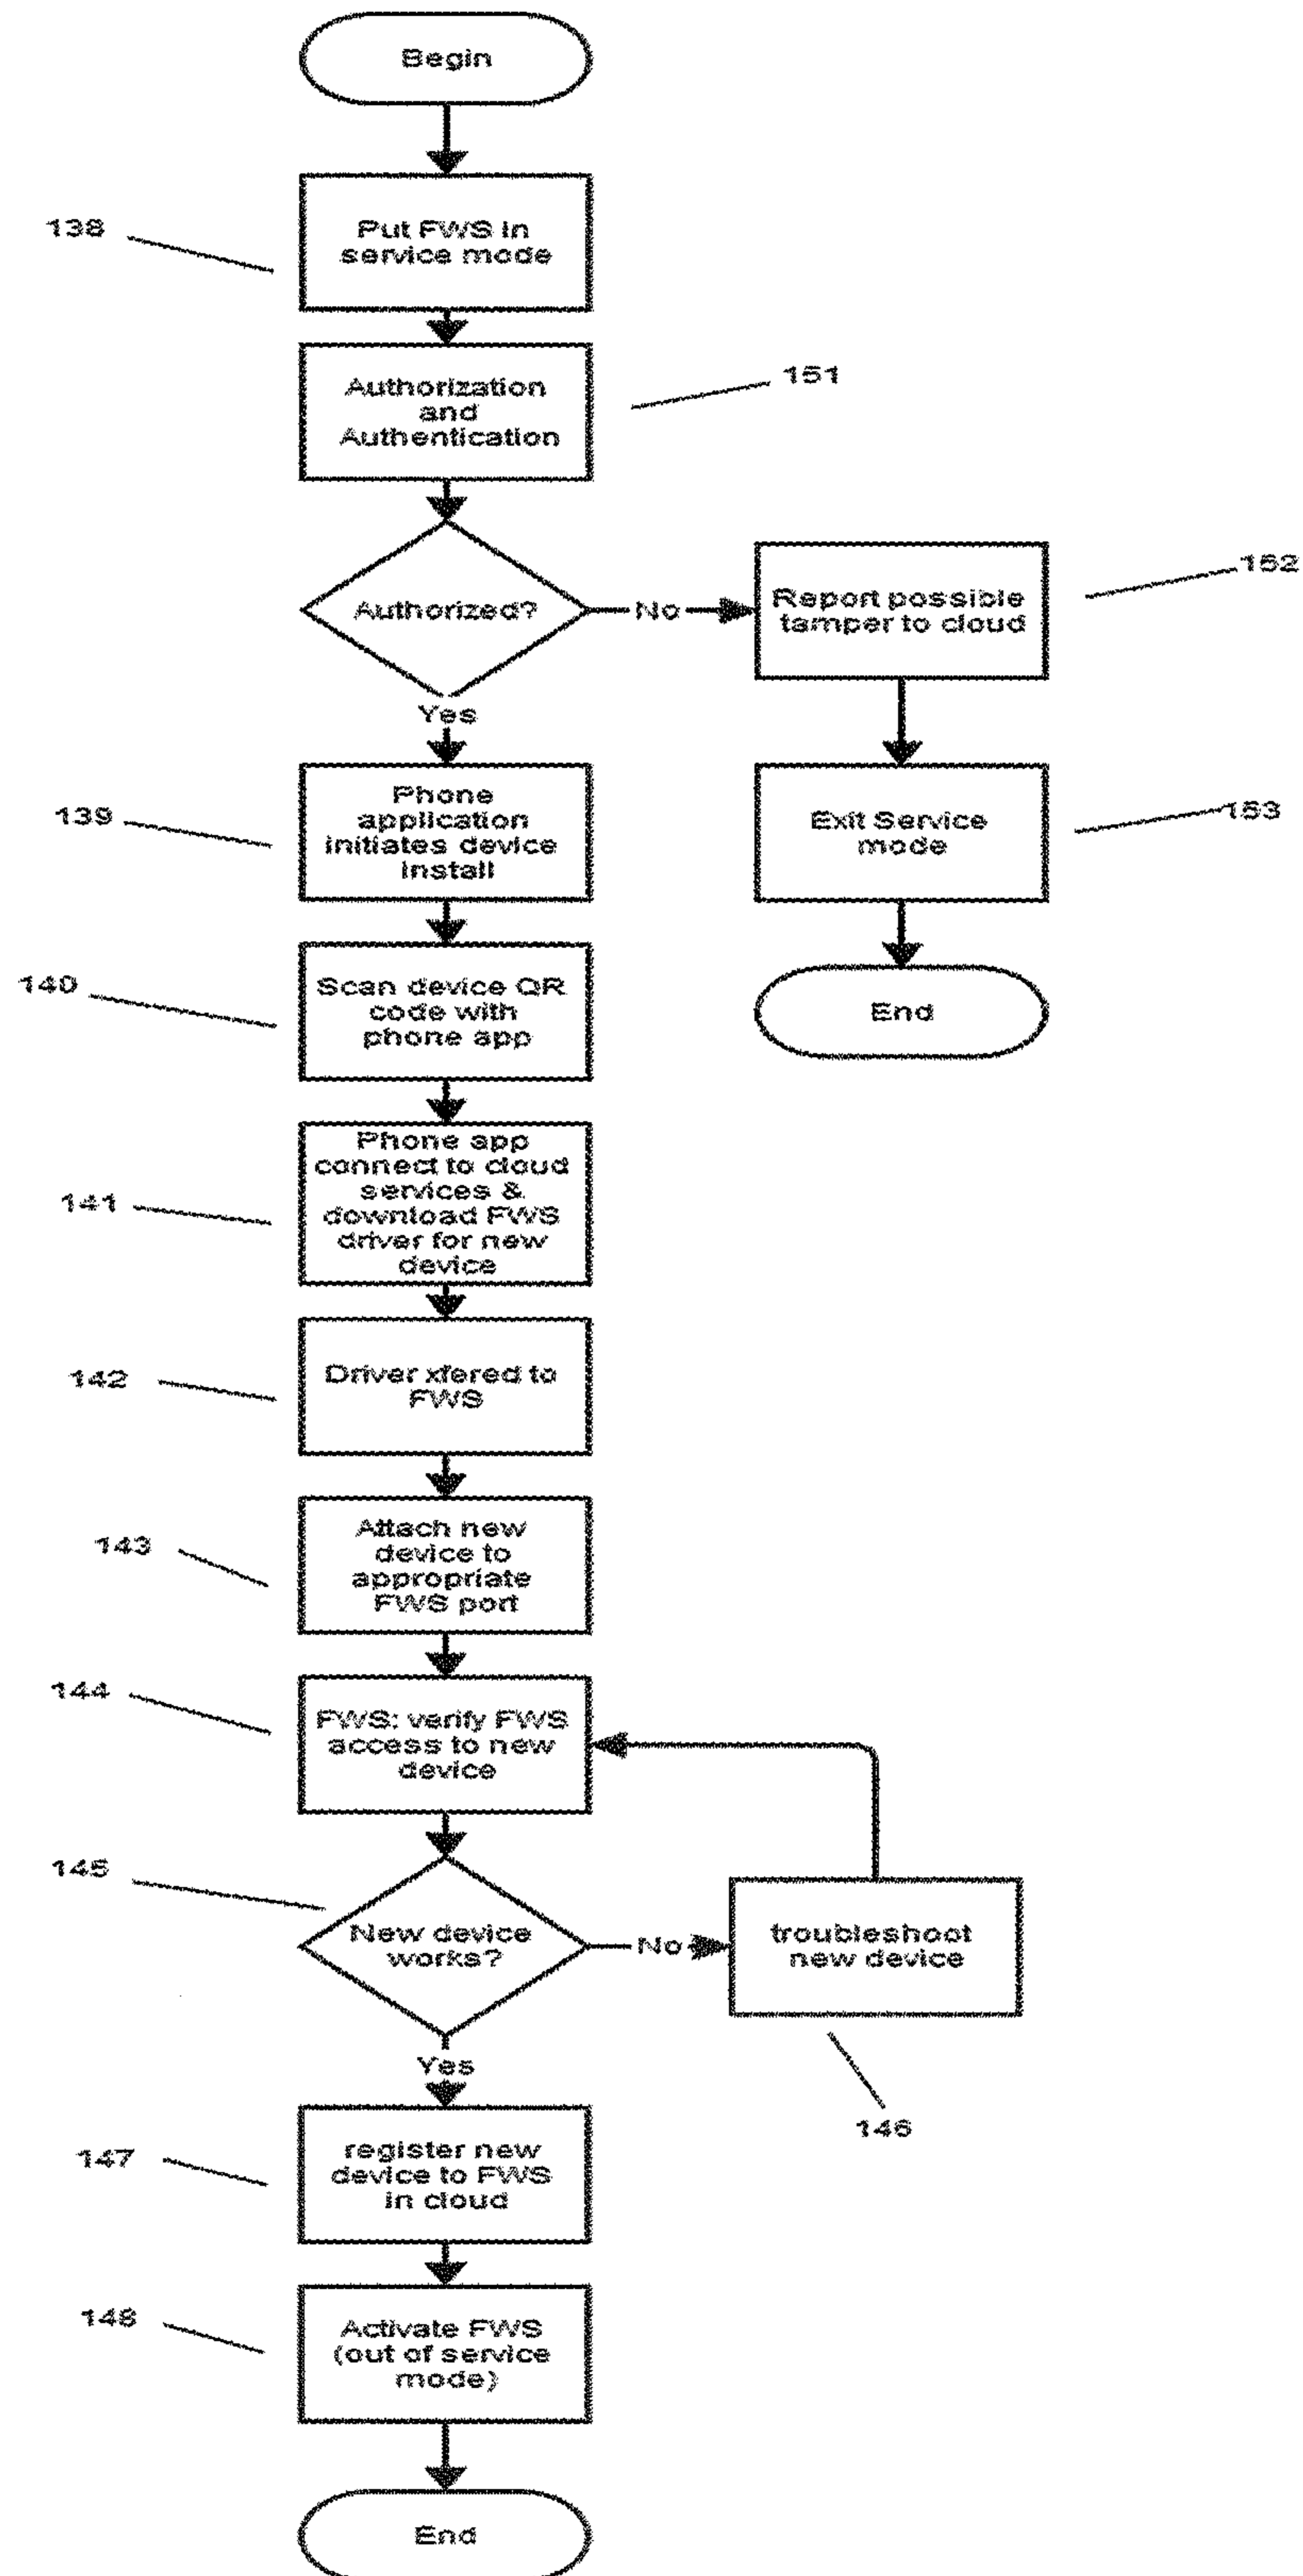 Begin
138
Put FWS in
service mode
151
Authorization
and
Authentication
Authorized?
No
152
Report possible
tamper to cloud
Yes
139
Phone
application
initiates device
install
153
Exit Service
mode
140
Scan device QR
code with
phone app
End
141
Phone app
connect to cloud
services &
download FWS
driver for new
device
142
Driver xfered to
FWS
143
Attach new
device to
appropriate
FWS port
144
FWS: verify FWS
access to new
device
145
New device
works?
No
troubleshoot
new device
146
Yes
147
register new
device to FWS
in cloud
148
Activate FWS
(out of service
mode)
End